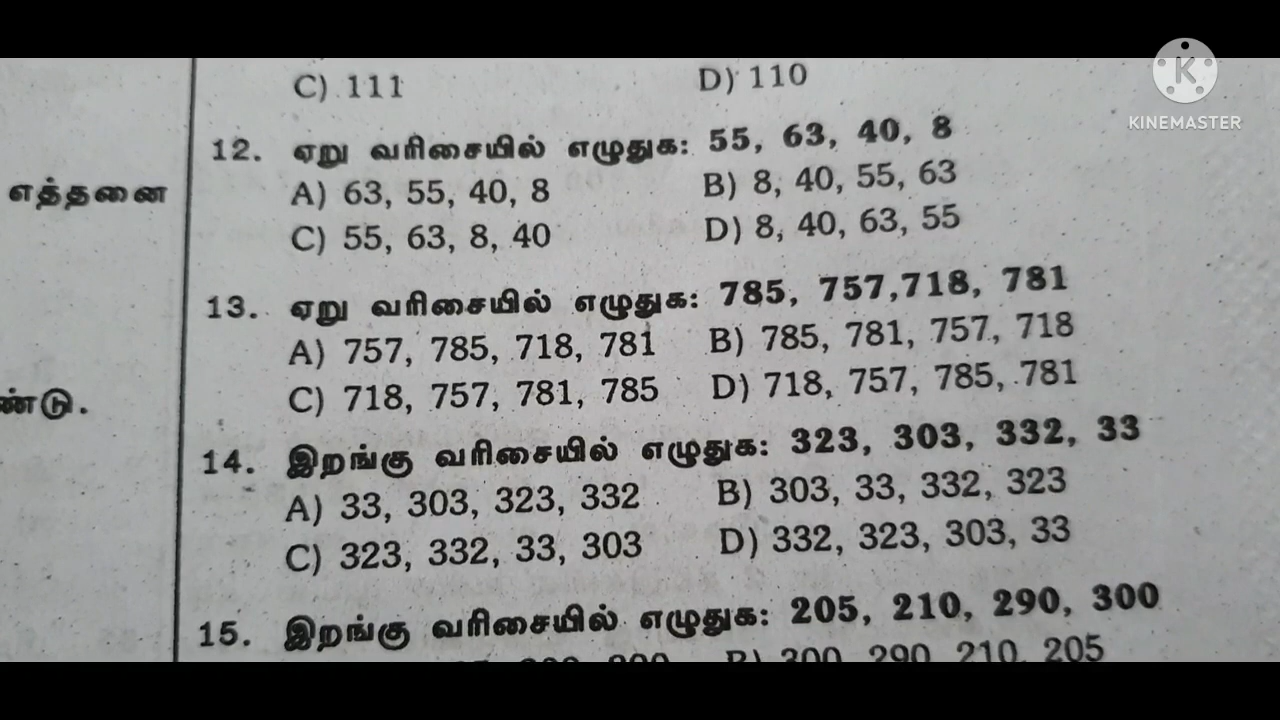 C) 111 D) 110
12. ஏறு வரிசையில் எழுதுக: 55, 63, 40, 8
எத்தனை
A) 63, 55, 40, 8 B) 8, 40, 55, 63
C) 55, 63, 8, 40 D) 8, 40, 63, 55
13. ஏறு வரிசையில் எழுதுக: 785, 757,718, 781
A) 757, 785, 718, 781 B) 785, 781, 757, 718
C) 718, 757, 781, 785 D) 718, 757, 785, 781
ண்டு.
14. இறங்கு வரிசையில் எழுதுக: 323, 303, 332, 33
A) 33, 303, 323, 332 B) 303, 33, 332, 323
C) 323, 332, 33, 303 D) 332, 323, 303, 33
15. இறங்கு வரிசையில் எழுதுக: 205, 210, 290, 300
B) 300, 290, 210, 205
K
KINEMASTER